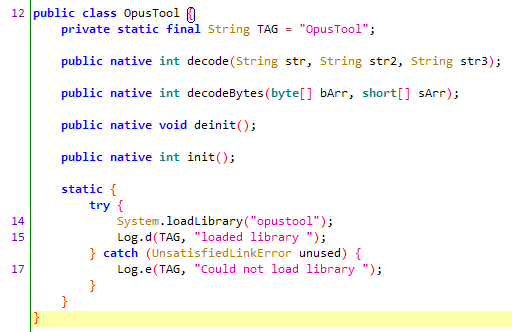 12 public class OpusTool {
private static final String TAG = "OpusTool";
public native int decode(String str, String str2, String str3);
public native int decodeBytes(byte[] bArr, short[] sArr);
public native void deinit();
public native int init();
static {
try {
14 System.loadLibrary("opustool");
15 Log.d(TAG, "loaded library ");
} catch (UnsatisfiedLinkError unused) {
17 Log.e(TAG, "Could not load library ");
}
}
}